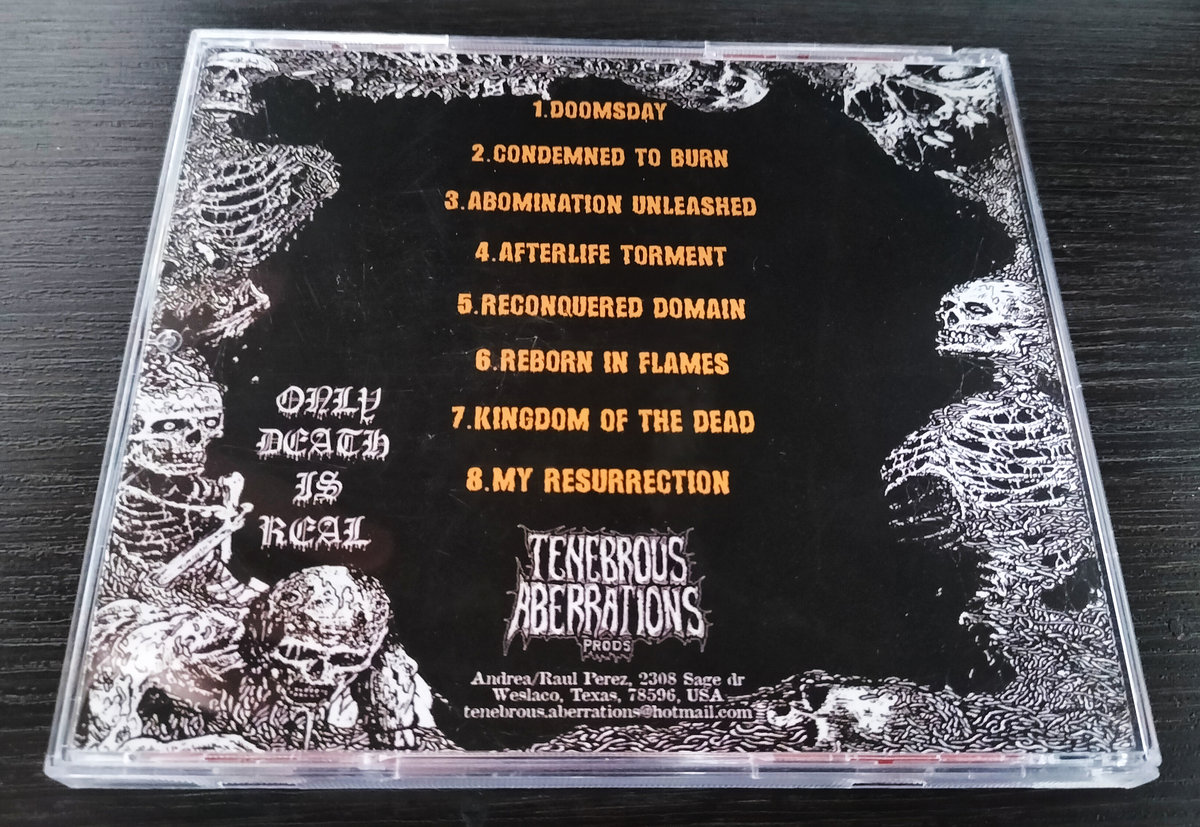 1.DOOMSDAY
2.CONDEMNED TO BURN
3.ABOMINATION UNLEASHED
4.AFTERLIFE TORMENT
5.RECONQUERED DOMAIN
6.REBORN IN FLAMES
7.KINGDOM OF THE DEAD
8.MY RESURRECTION
ONLY
DEATH
IS
REAL
TENEBROUS
ABERRATIONS
PRODS
Andrea/Raul Perez, 2308 Sage dr
Weslaco, Texas, 78596, USA
tenebrous.aberrations@hotmail.com